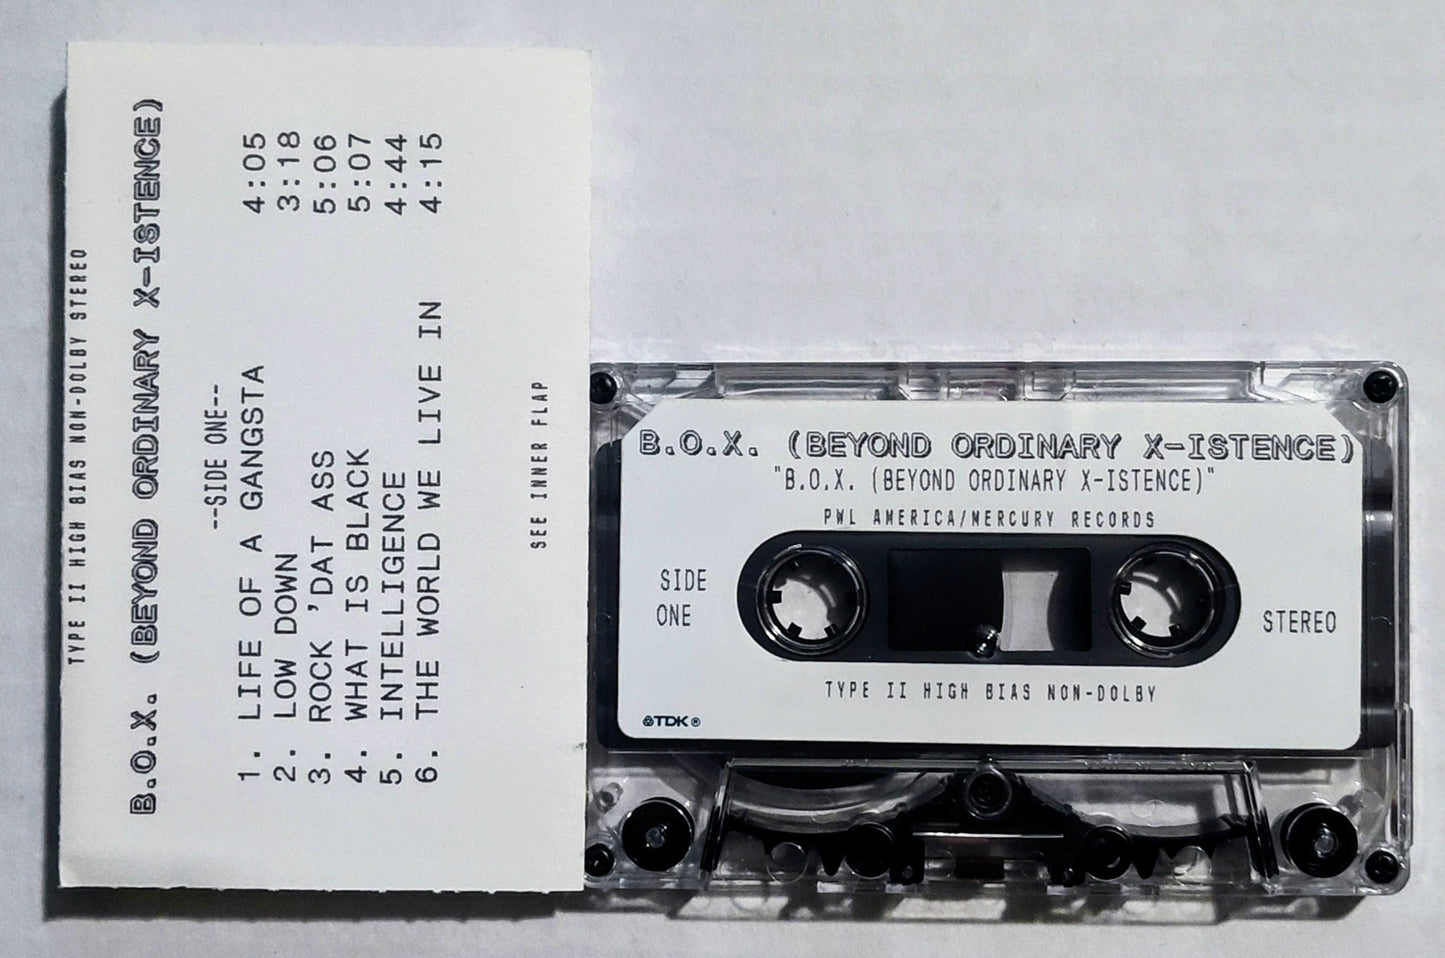 TYPE II HIGH BIAS NON-DOLBY STEREO
B.O.X. (BEYOND ORDINARY X-ISTENCE)
--SIDE ONE--
1. LIFE OF A GANGSTA 4:05
2. LOW DOWN 3:18
3. ROCK 'DAT ASS 5:06
4. WHAT IS BLACK 5:07
5. INTELLIGENCE 4:44
6. THE WORLD WE LIVE IN 4:15
SEE INNER FLAP
B.O.X. (BEYOND ORDINARY X-ISTENCE)
"B.O.X. (BEYOND ORDINARY X-ISTENCE)"
PWL AMERICA/MERCURY RECORDS
SIDE
ONE
STEREO
TYPE II HIGH BIAS NON-DOLBY
TDK®